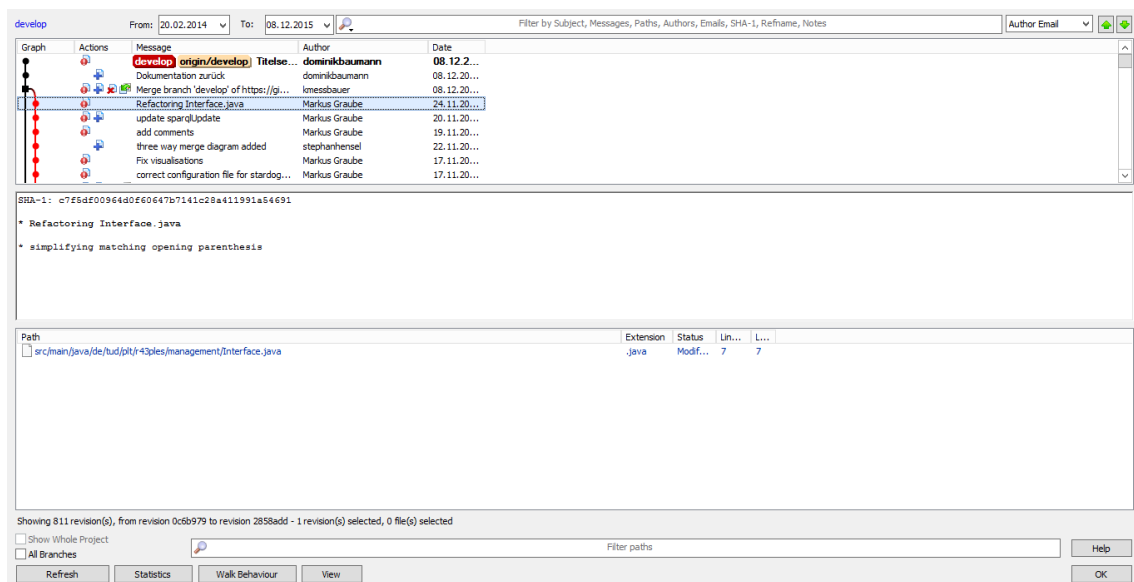 develop From: 20.02.2014 To: 08.12.2015 Filter by Subject, Messages, Paths, Authors, Emails, SHA-1, Refname, Notes Author Email
Graph Actions Message Author Date
develop origin/develop Titelse... dominikbaumann 08.12.2...
Dokumentation zurück dominikbaumann 08.12.20...
Merge branch 'develop' of https://gi... kmessbauer 08.12.20...
Refactoring Interface.java Markus Graube 24.11.20...
update sparqlUpdate Markus Graube 20.11.20...
add comments Markus Graube 19.11.20...
three way merge diagram added stephanhensel 22.11.20...
Fix visualisations Markus Graube 17.11.20...
correct configuration file for stardog... Markus Graube 17.11.20...
SHA-1: c7f5df00964d0f60647b7141c28a411991a54691
* Refactoring Interface.java
* simplifying matching opening parenthesis
Path Extension Status Lin... L...
src/main/java/de/tud/plt/r43ples/management/Interface.java .java Modif... 7 7
Showing 811 revision(s), from revision 0c6b979 to revision 2858add - 1 revision(s) selected, 0 file(s) selected
Show Whole Project
All Branches Filter paths Help
Refresh Statistics Walk Behaviour View OK